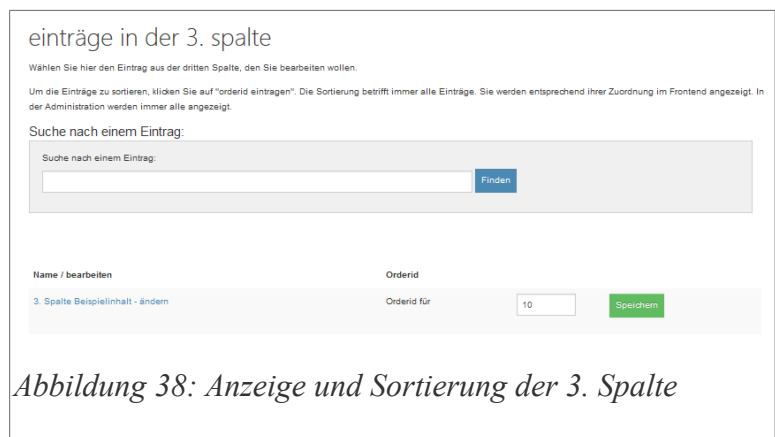 einträge in der 3. spalte
Wählen Sie hier den Eintrag aus der dritten Spalte, den Sie bearbeiten wollen.
Um die Einträge zu sortieren, klicken Sie auf "orderid eintragen". Die Sortierung betrifft immer alle Einträge. Sie werden entsprechend ihrer Zuordnung im Frontend angezeigt. In
der Administration werden immer alle angezeigt.
Suche nach einem Eintrag:
Suche nach einem Eintrag:
Finden
Name / bearbeiten Orderid
3. Spalte Beispielinhalt - ändern Orderid für 10 Speichern
Abbildung 38: Anzeige und Sortierung der 3. Spalte